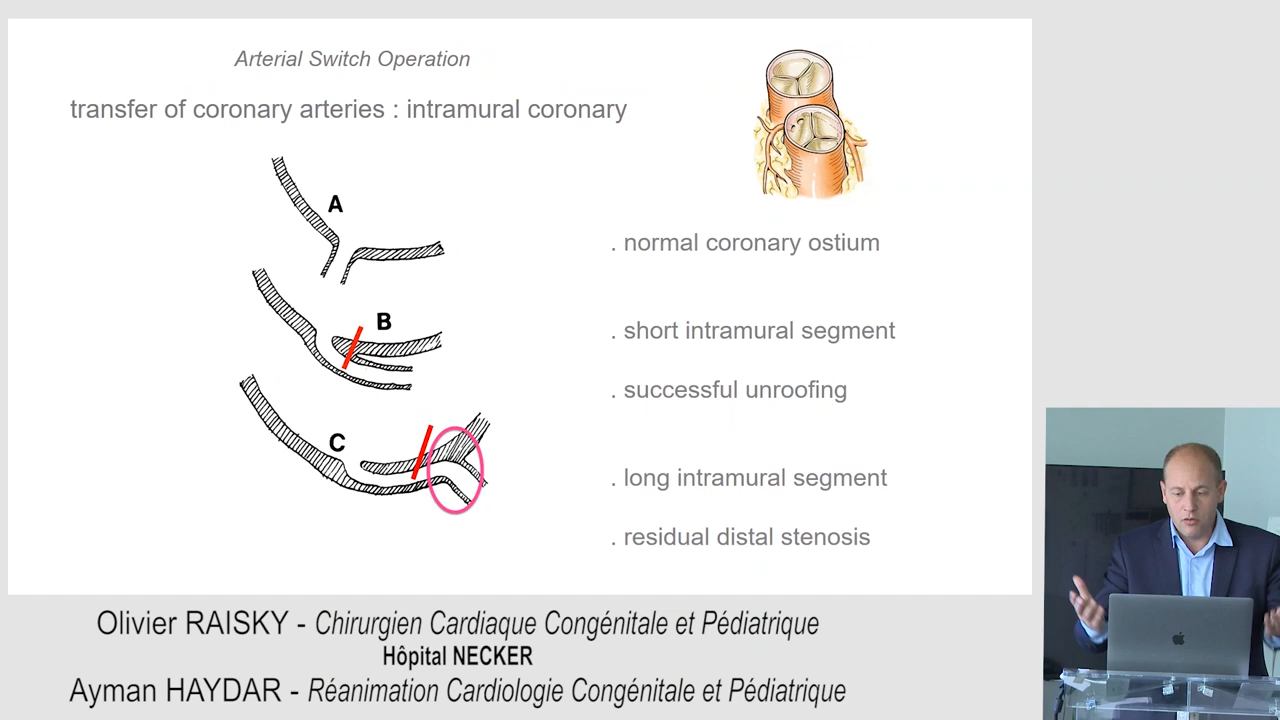 Arterial Switch Operation
transfer of coronary arteries : intramural coronary
A
. normal coronary ostium
B
. short intramural segment
. successful unroofing
C
. long intramural segment
. residual distal stenosis
Olivier RAISKY - Chirurgien Cardiaque Congénitale et Pédiatrique
Hôpital NECKER
Ayman HAYDAR - Réanimation Cardiologie Congénitale et Pédiatrique